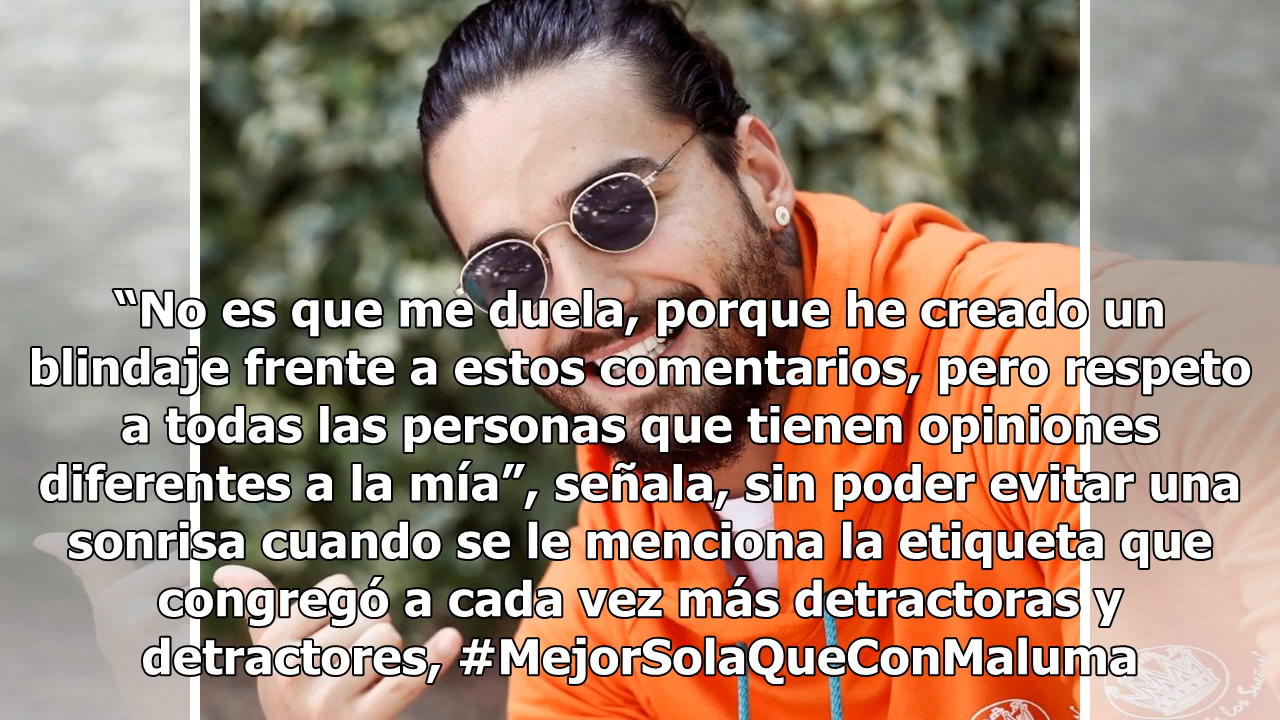 “No es que me duela, porque he creado un
blindaje frente a estos comentarios, pero respeto
a todas las personas que tienen opiniones
diferentes a la mía”, señala, sin poder evitar una
sonrisa cuando se le menciona la etiqueta que
congregó a cada vez más detractoras y
detractores, #MejorSolaQueConMaluma